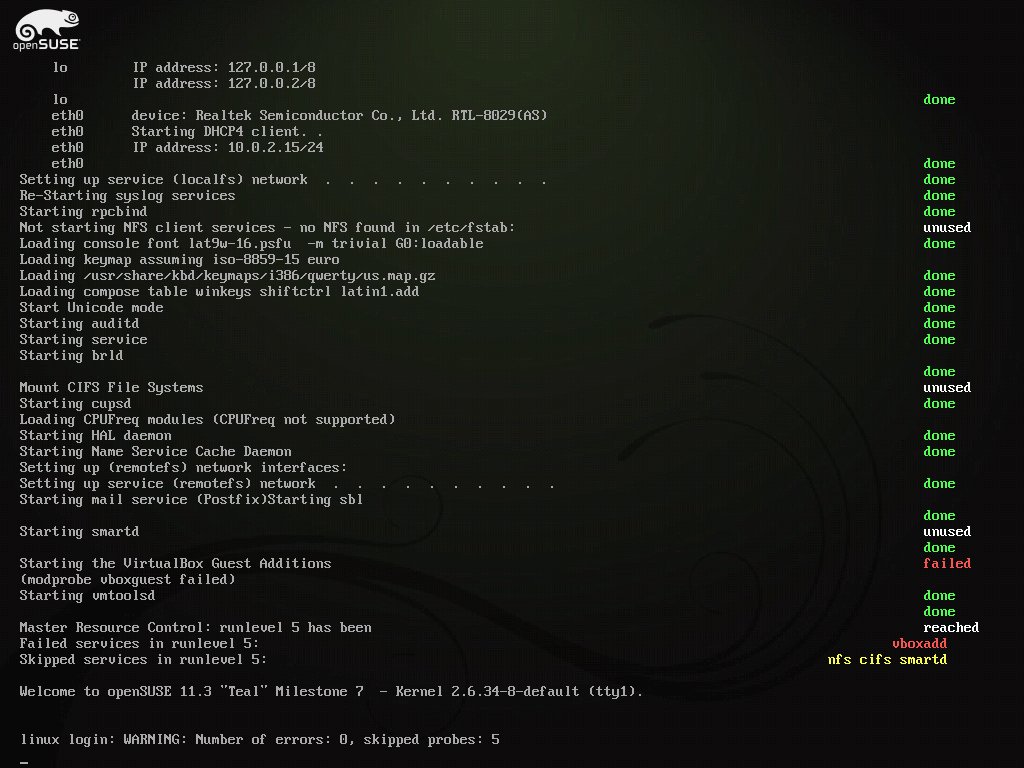 openSUSE
lo IP address: 127.0.0.1/8
IP address: 127.0.0.2/8
lo done
eth0 device: Realtek Semiconductor Co., Ltd. RTL-8029(AS)
eth0 Starting DHCP4 client. .
eth0 IP address: 10.0.2.15/24
eth0 done
Setting up service (localfs) network . . . . . . . . . . done
Re-Starting syslog services done
Starting rpcbind done
Not starting NFS client services - no NFS found in /etc/fstab: unused
Loading console font lat9w-16.psfu -m trivial G0:loadable done
Loading keymap assuming iso-8859-15 euro
Loading /usr/share/kbd/keymaps/i386/qwerty/us.map.gz done
Loading compose table winkeys shiftctrl latin1.add done
Start Unicode mode done
Starting auditd done
Starting service done
Starting brld
done
Mount CIFS File Systems unused
Starting cupsd done
Loading CPUFreq modules (CPUFreq not supported)
Starting HAL daemon done
Starting Name Service Cache Daemon done
Setting up (remotefs) network interfaces:
Setting up service (remotefs) network . . . . . . . . . . done
Starting mail service (Postfix)Starting sbl
done
Starting smartd unused
done
Starting the VirtualBox Guest Additions failed
(modprobe vboxguest failed)
Starting vmtoolsd done
done
Master Resource Control: runlevel 5 has been reached
Failed services in runlevel 5: vboxadd
Skipped services in runlevel 5: nfs cifs smartd
Welcome to openSUSE 11.3 "Teal" Milestone 7 - Kernel 2.6.34-8-default (tty1).
linux login: WARNING: Number of errors: 0, skipped probes: 5
_